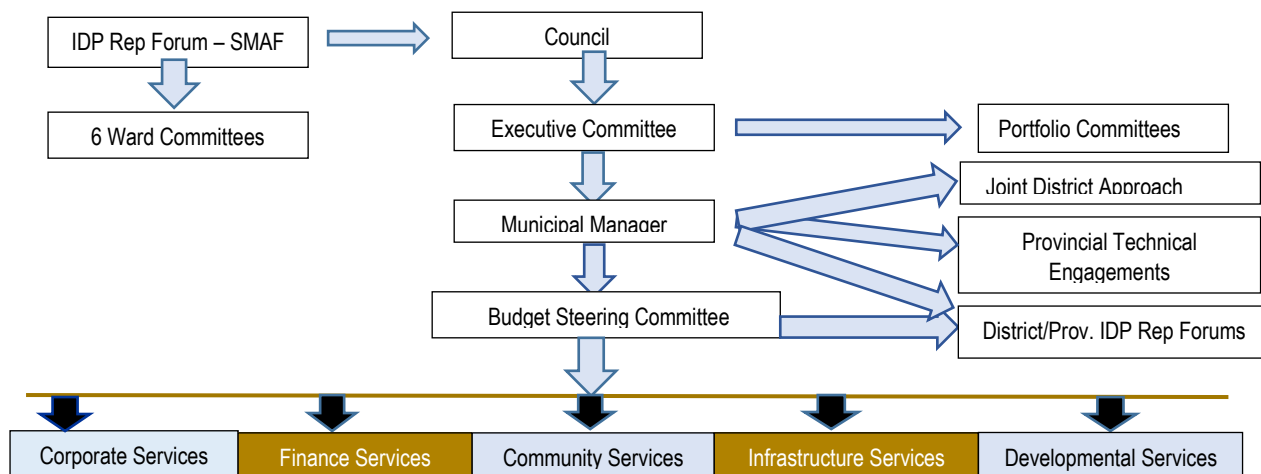 IDP Rep Forum – SMAF
Council
6 Ward Committees
Executive Committee
Portfolio Committees
Joint District Approach
Municipal Manager
Provincial Technical
Engagements
Budget Steering Committee
District/Prov. IDP Rep Forums
Corporate Services
Finance Services
Community Services
Infrastructure Services
Developmental Services